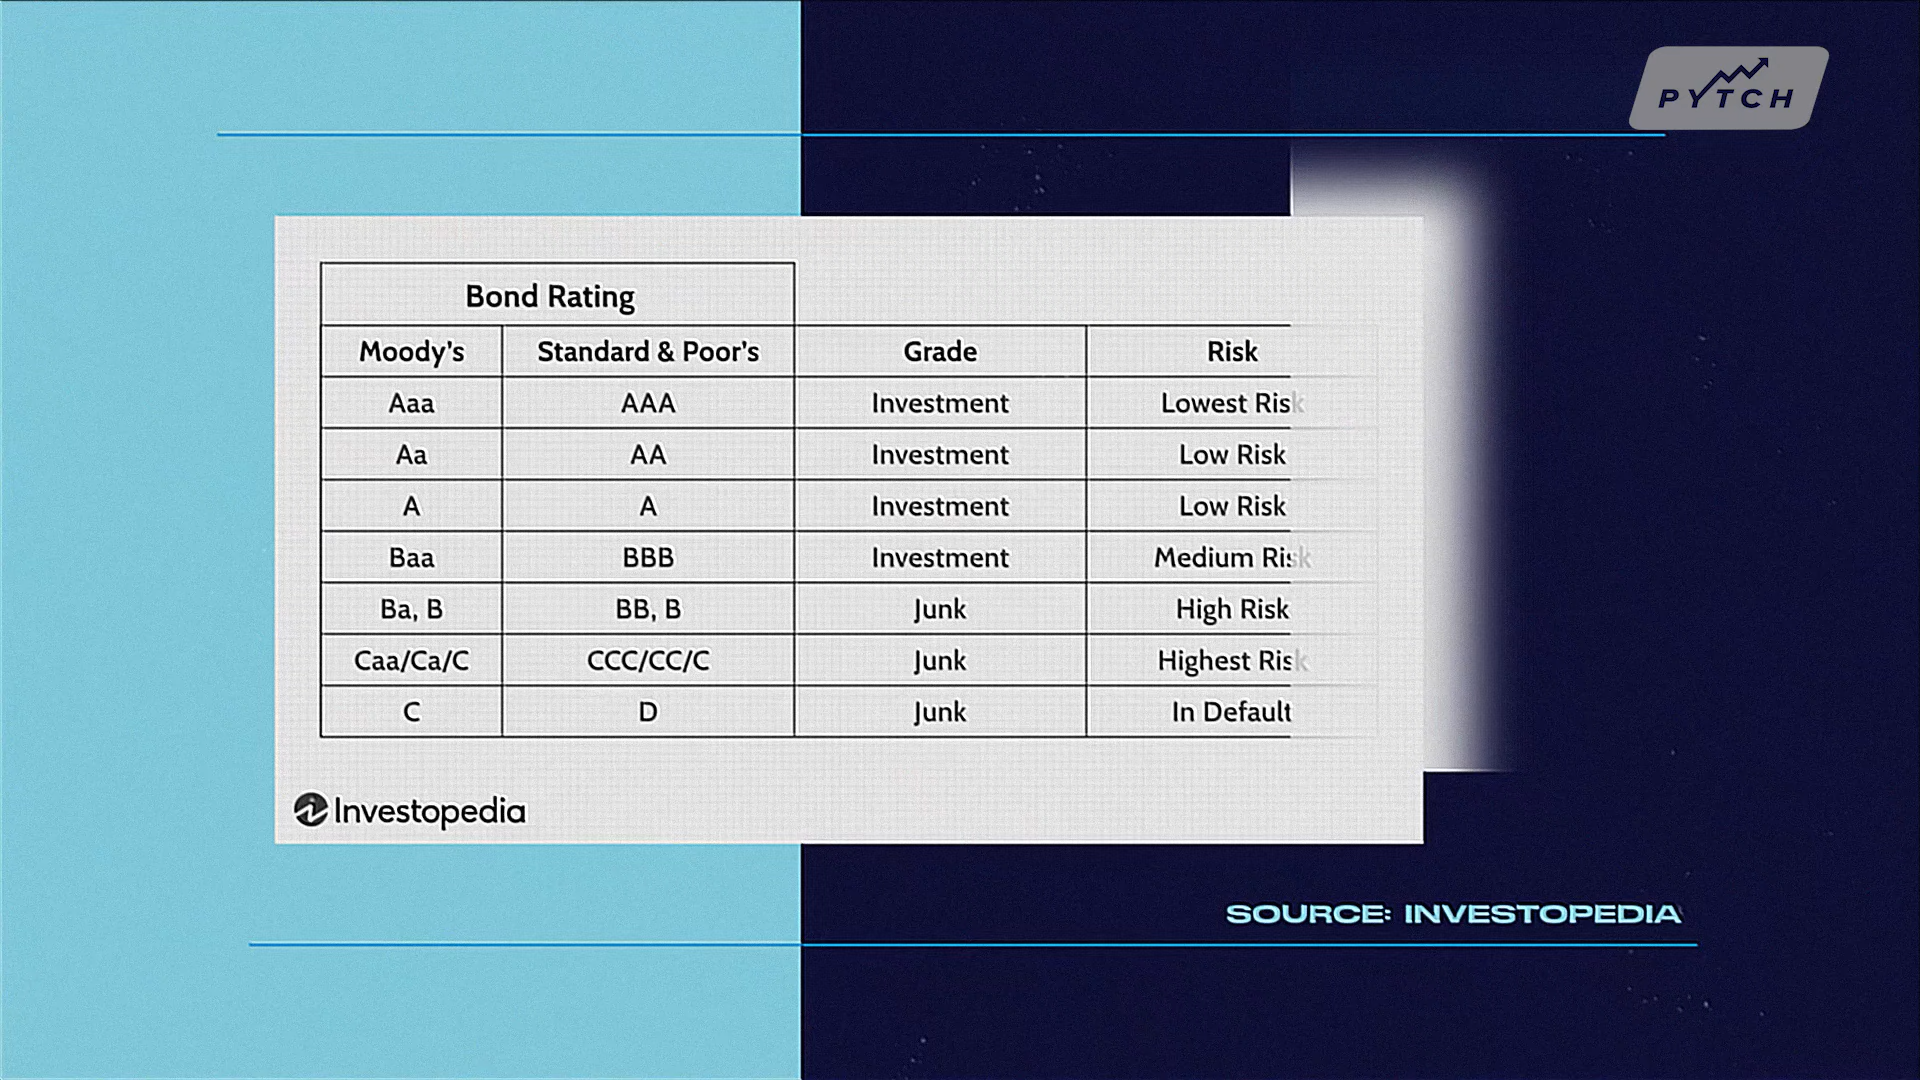 PYTCH
Bond Rating
Moody's Standard & Poor's Grade Risk
Aaa AAA Investment Lowest Risk
Aa AA Investment Low Risk
A A Investment Low Risk
Baa BBB Investment Medium Risk
Ba, B BB, B Junk High Risk
Caa/Ca/C CCC/CC/C Junk Highest Risk
C D Junk In Default
Investopedia
SOURCE: INVESTOPEDIA